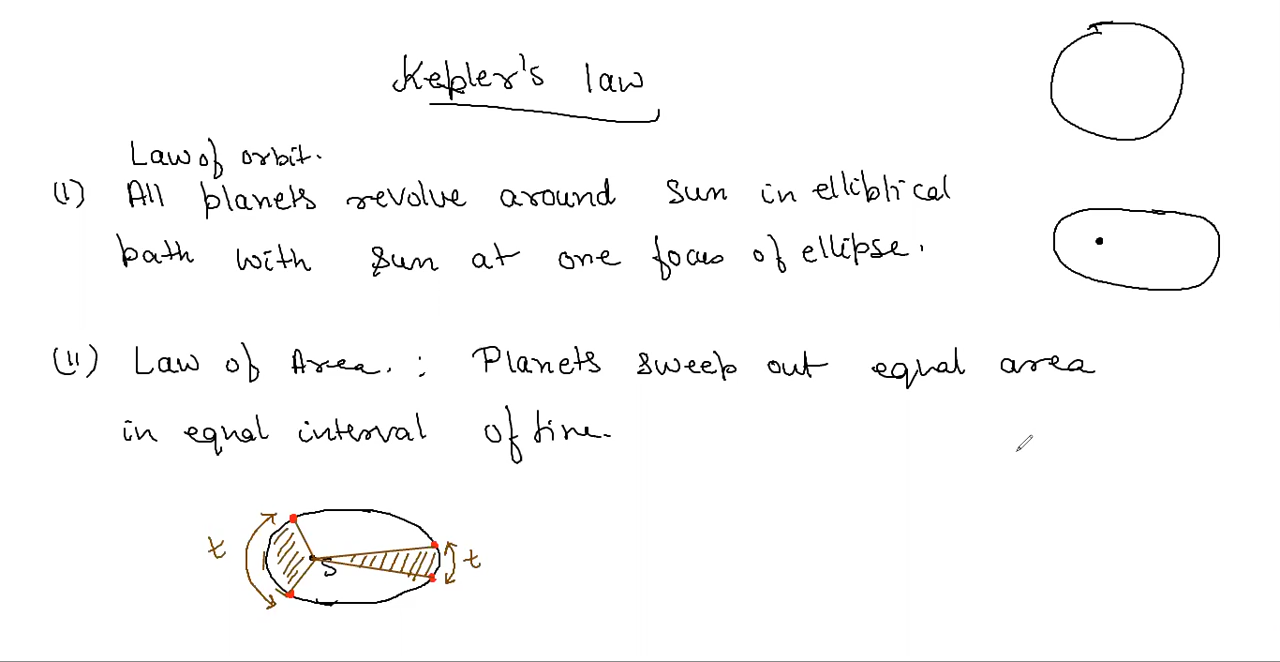 Kepler's law
Law of orbit.
(I) All planets revolve around sun in elliptical
path with sun at one focus of ellipse.
(II) Law of Area. : Planets sweep out equal area
in equal interval of time.
t
S
t